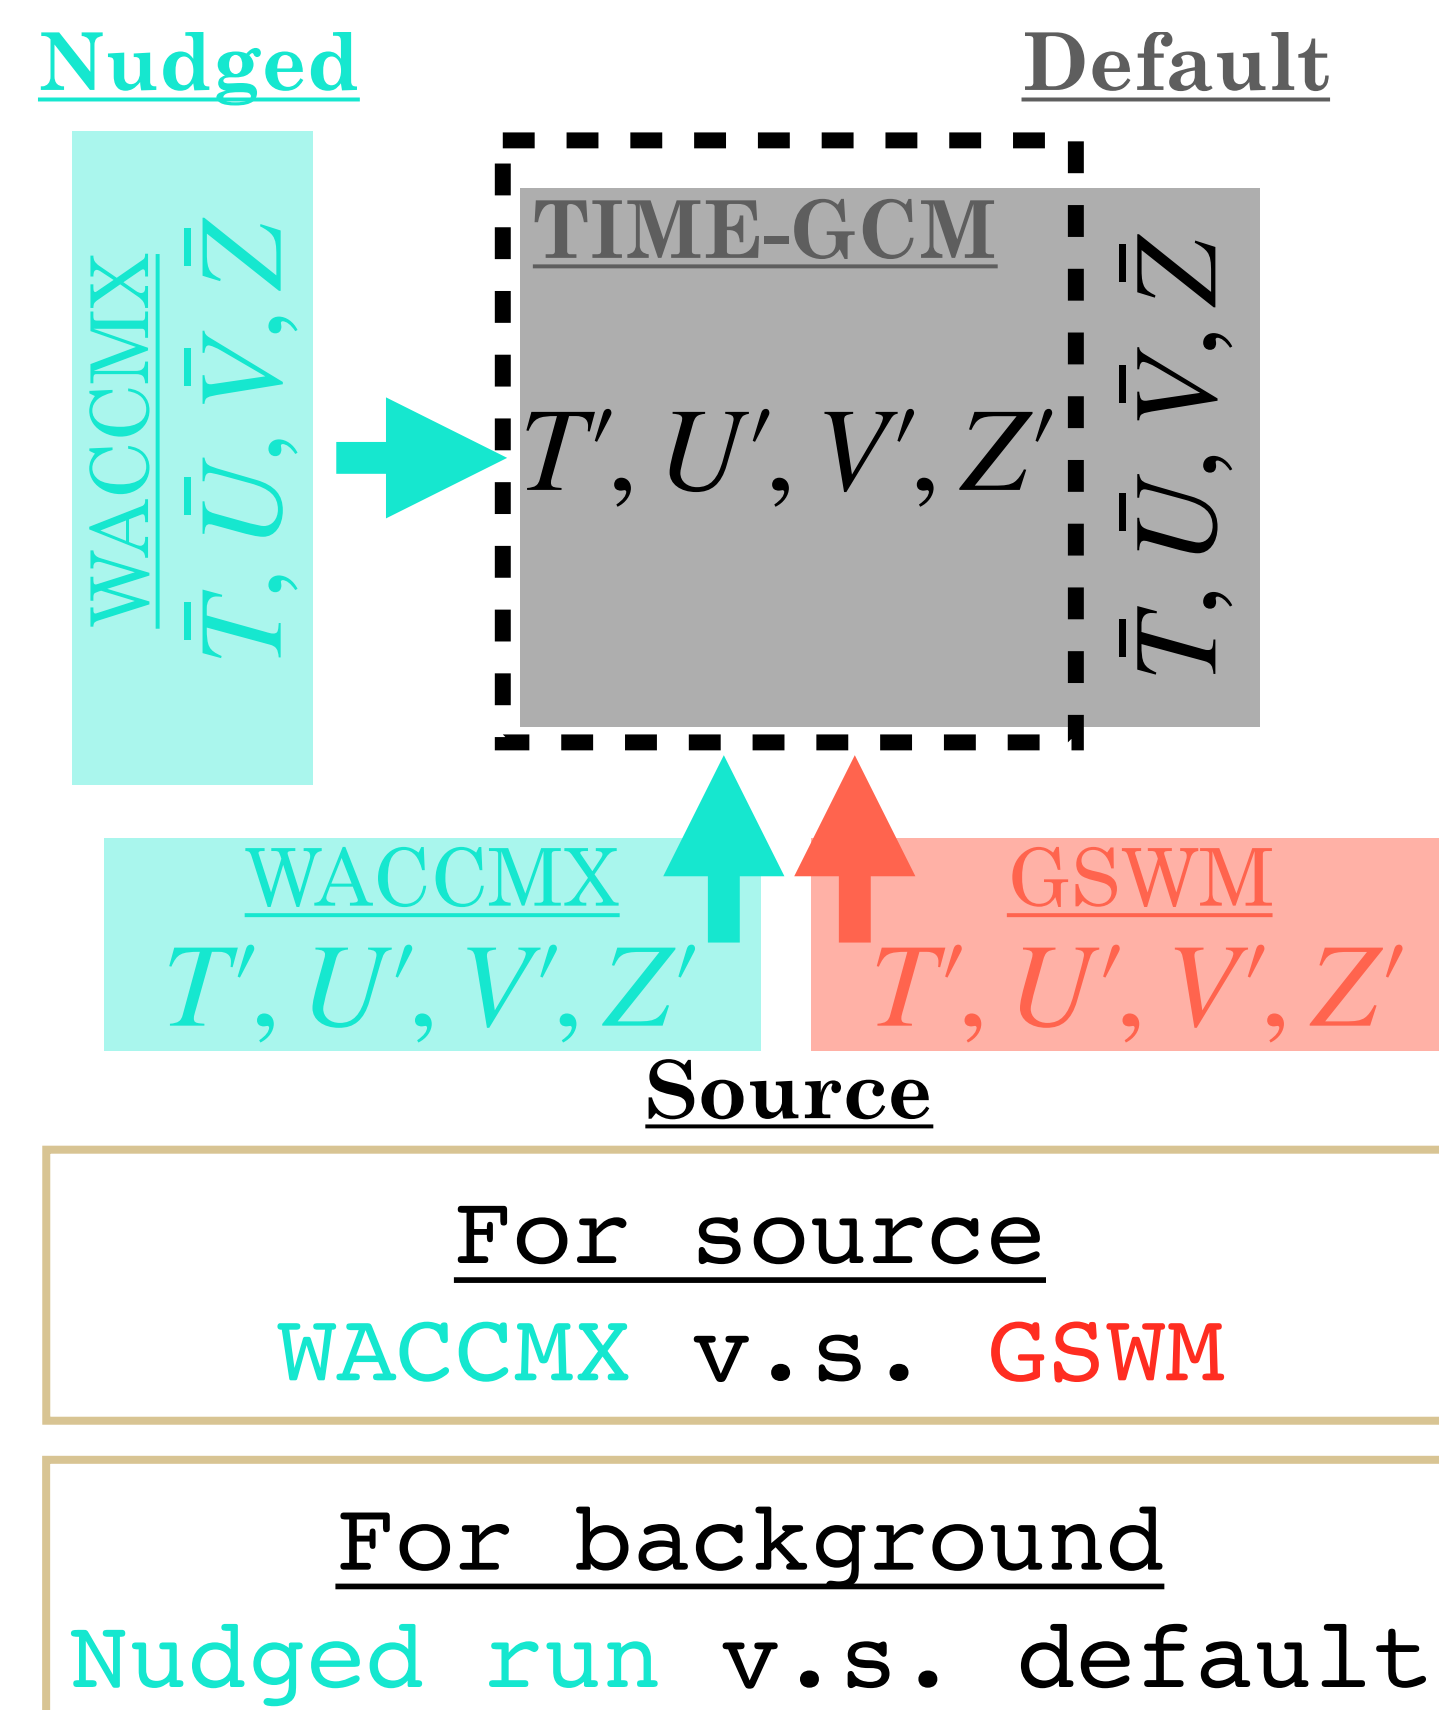 Nudged
Default
WACCMX
T̄, Ū, V̄, Z̄
TIME-GCM
T′, U′, V′, Z′
T̄, Ū, V̄, Z̄
WACCMX
T′, U′, V′, Z′
GSWM
T′, U′, V′, Z′
Source
For source
WACCMX v.s. GSWM
For background
Nudged run v.s. default